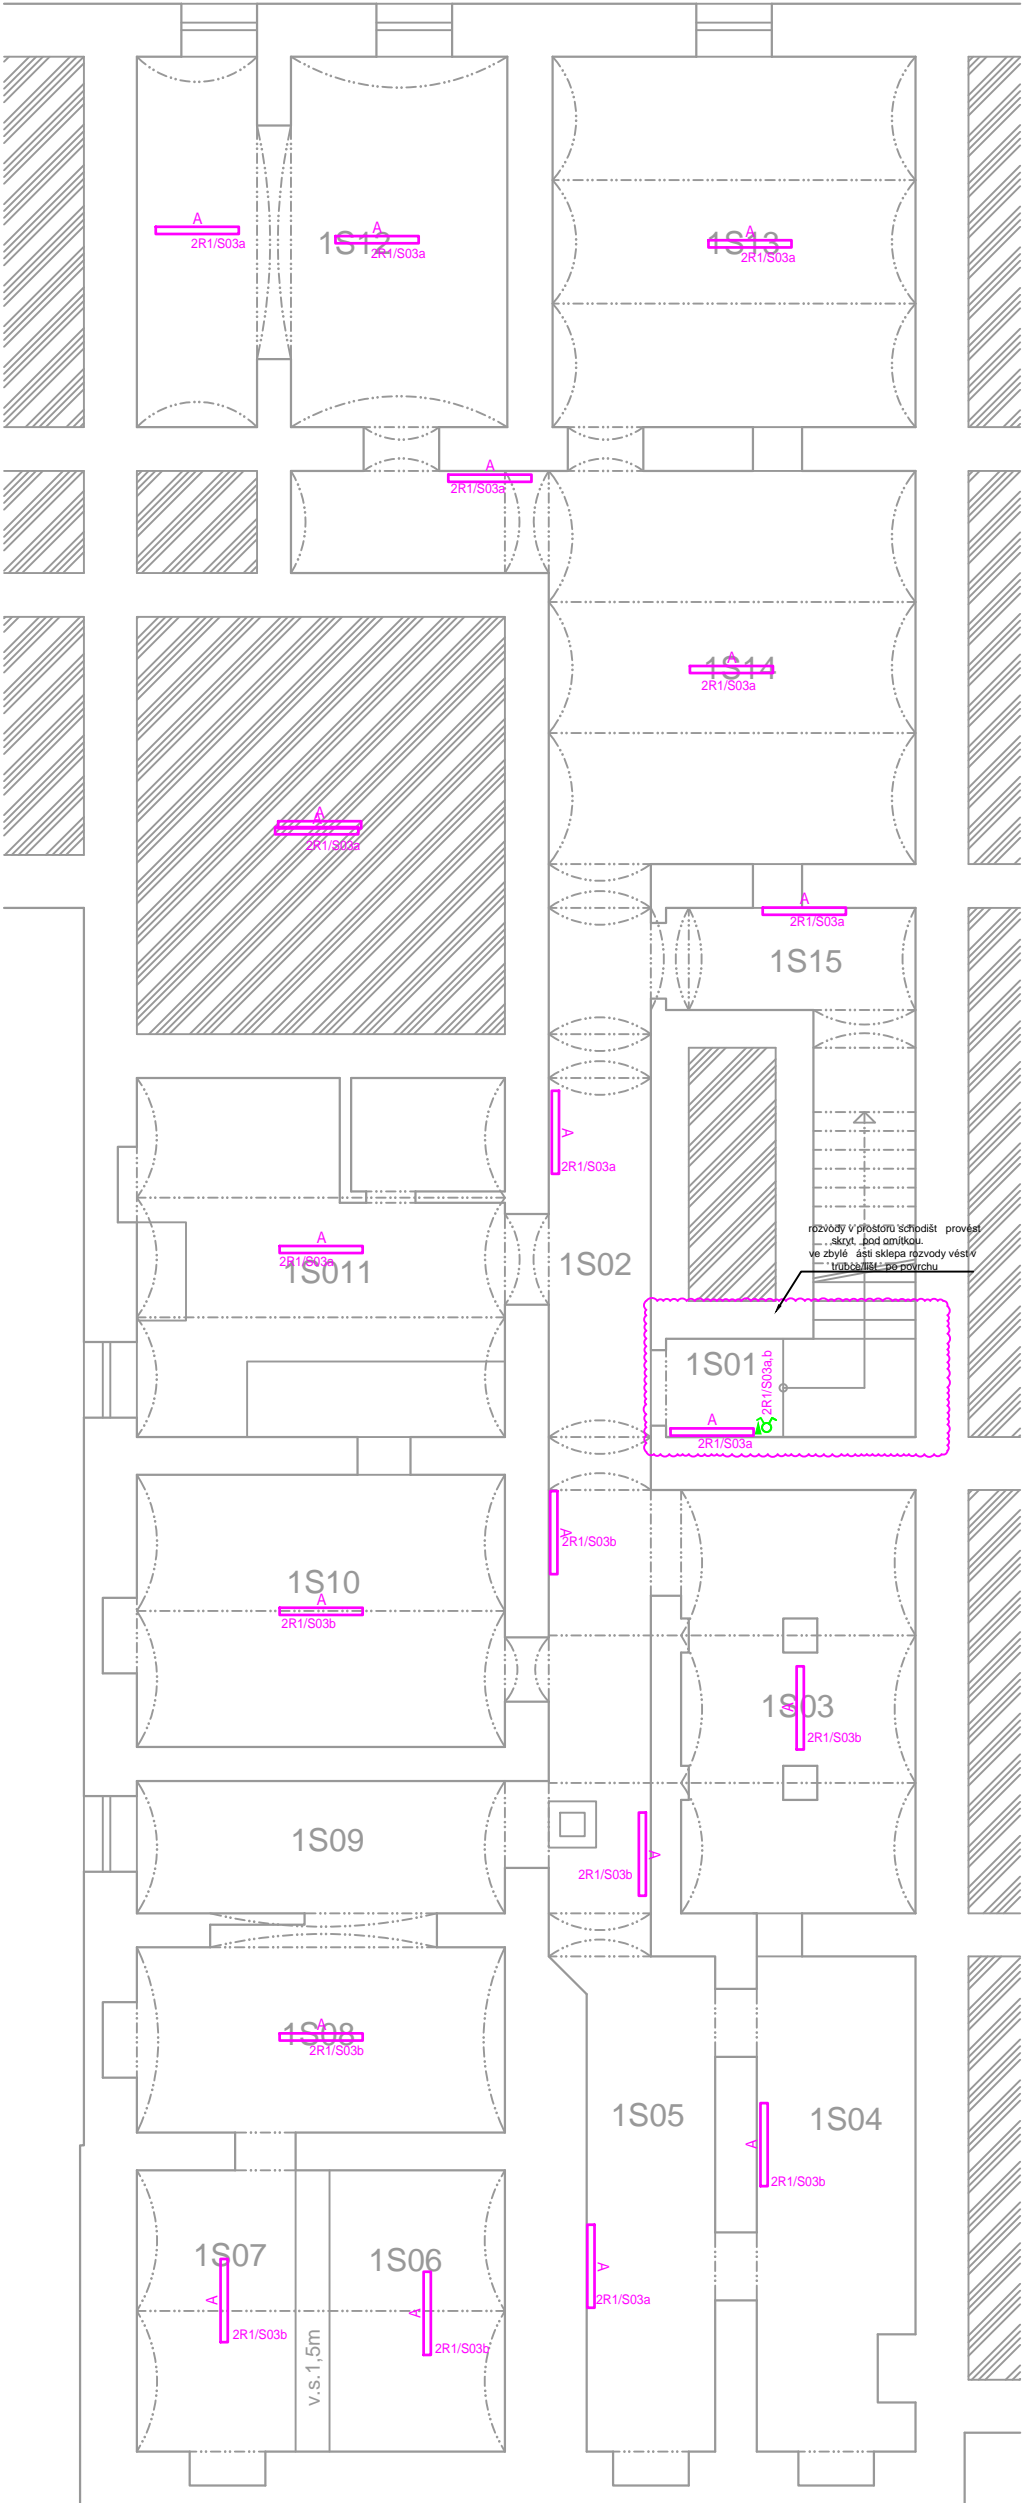 A
2R1/S03a
1S12
A
2R1/S03a
1S13
A
2R1/S03a
A
2R1/S03a
1S14
A
2R1/S03a
A
A
2R1/S03a
A
2R1/S03a
1S15
A
2R1/S03a
1S02
2R1/S03a
1S011
rozvody v prostoru schodišt provést
skryt pod omítkou.
ve zbylé ásti sklepa rozvody vést v
trubce/lišt po povrchu
1S01
2R1/S03a,b
A
2R1/S03a
A
2R1/S03b
1S10
A
2R1/S03b
1S03
A
2R1/S03b
1S09
A
2R1/S03b
1S08
A
2R1/S03b
1S05
1S04
A
2R1/S03b
1S07
A
2R1/S03b
1S06
A
2R1/S03b
A
2R1/S03a
v.s.1,5m